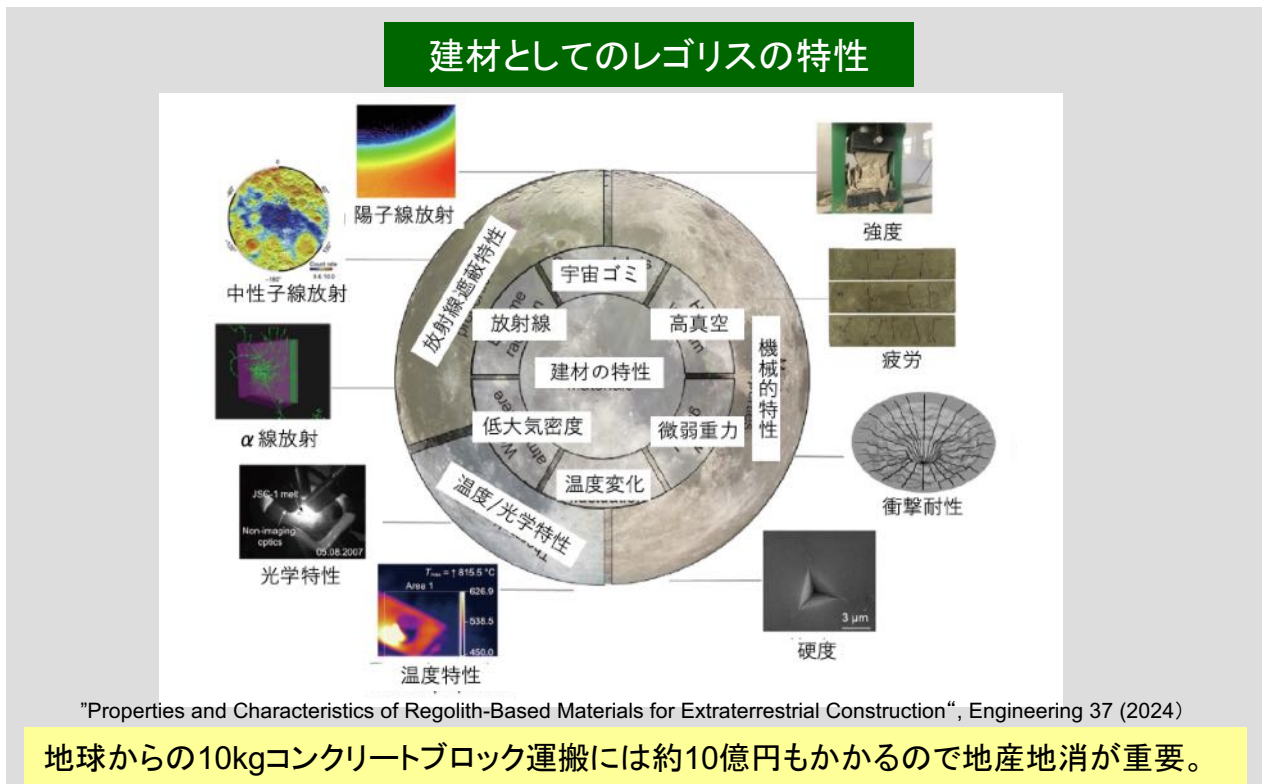 建材としてのレゴリスの特性
陽子線放射
中性子線放射
0
-180°
Count rate
α線放射
JSC-1 melt
Non-imaging
optics
05.08.2007
光学特性
Tmax = ↑ 815.5 °C
Area 1
626.9
538.5
450.0
温度特性
放射線遮蔽特性
宇宙ゴミ
放射線
高真空
建材の特性
機械的特性
低大気密度
微弱重力
温度変化
温度/光学特性
強度
疲労
衝撃耐性
3 μm
硬度
"Properties and Characteristics of Regolith-Based Materials for Extraterrestrial Construction“, Engineering 37 (2024)
地球からの10kgコンクリートブロック運搬には約10億円もかかるので地産地消が重要。